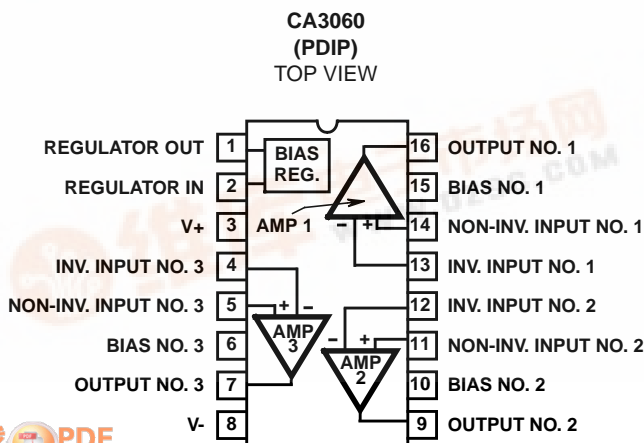 CA3060
(PDIP)
TOP VIEW
REGULATOR OUT 1
REGULATOR IN 2
V+ 3
INV. INPUT NO. 3 4
NON-INV. INPUT NO. 3 5
BIAS NO. 3 6
OUTPUT NO. 3 7
V- 8
BIAS
REG.
AMP 1
− +
+ −
AMP
3
− +
AMP
2
16 OUTPUT NO. 1
15 BIAS NO. 1
14 NON-INV. INPUT NO. 1
13 INV. INPUT NO. 1
12 INV. INPUT NO. 2
11 NON-INV. INPUT NO. 2
10 BIAS NO. 2
9 OUTPUT NO. 2
PDF